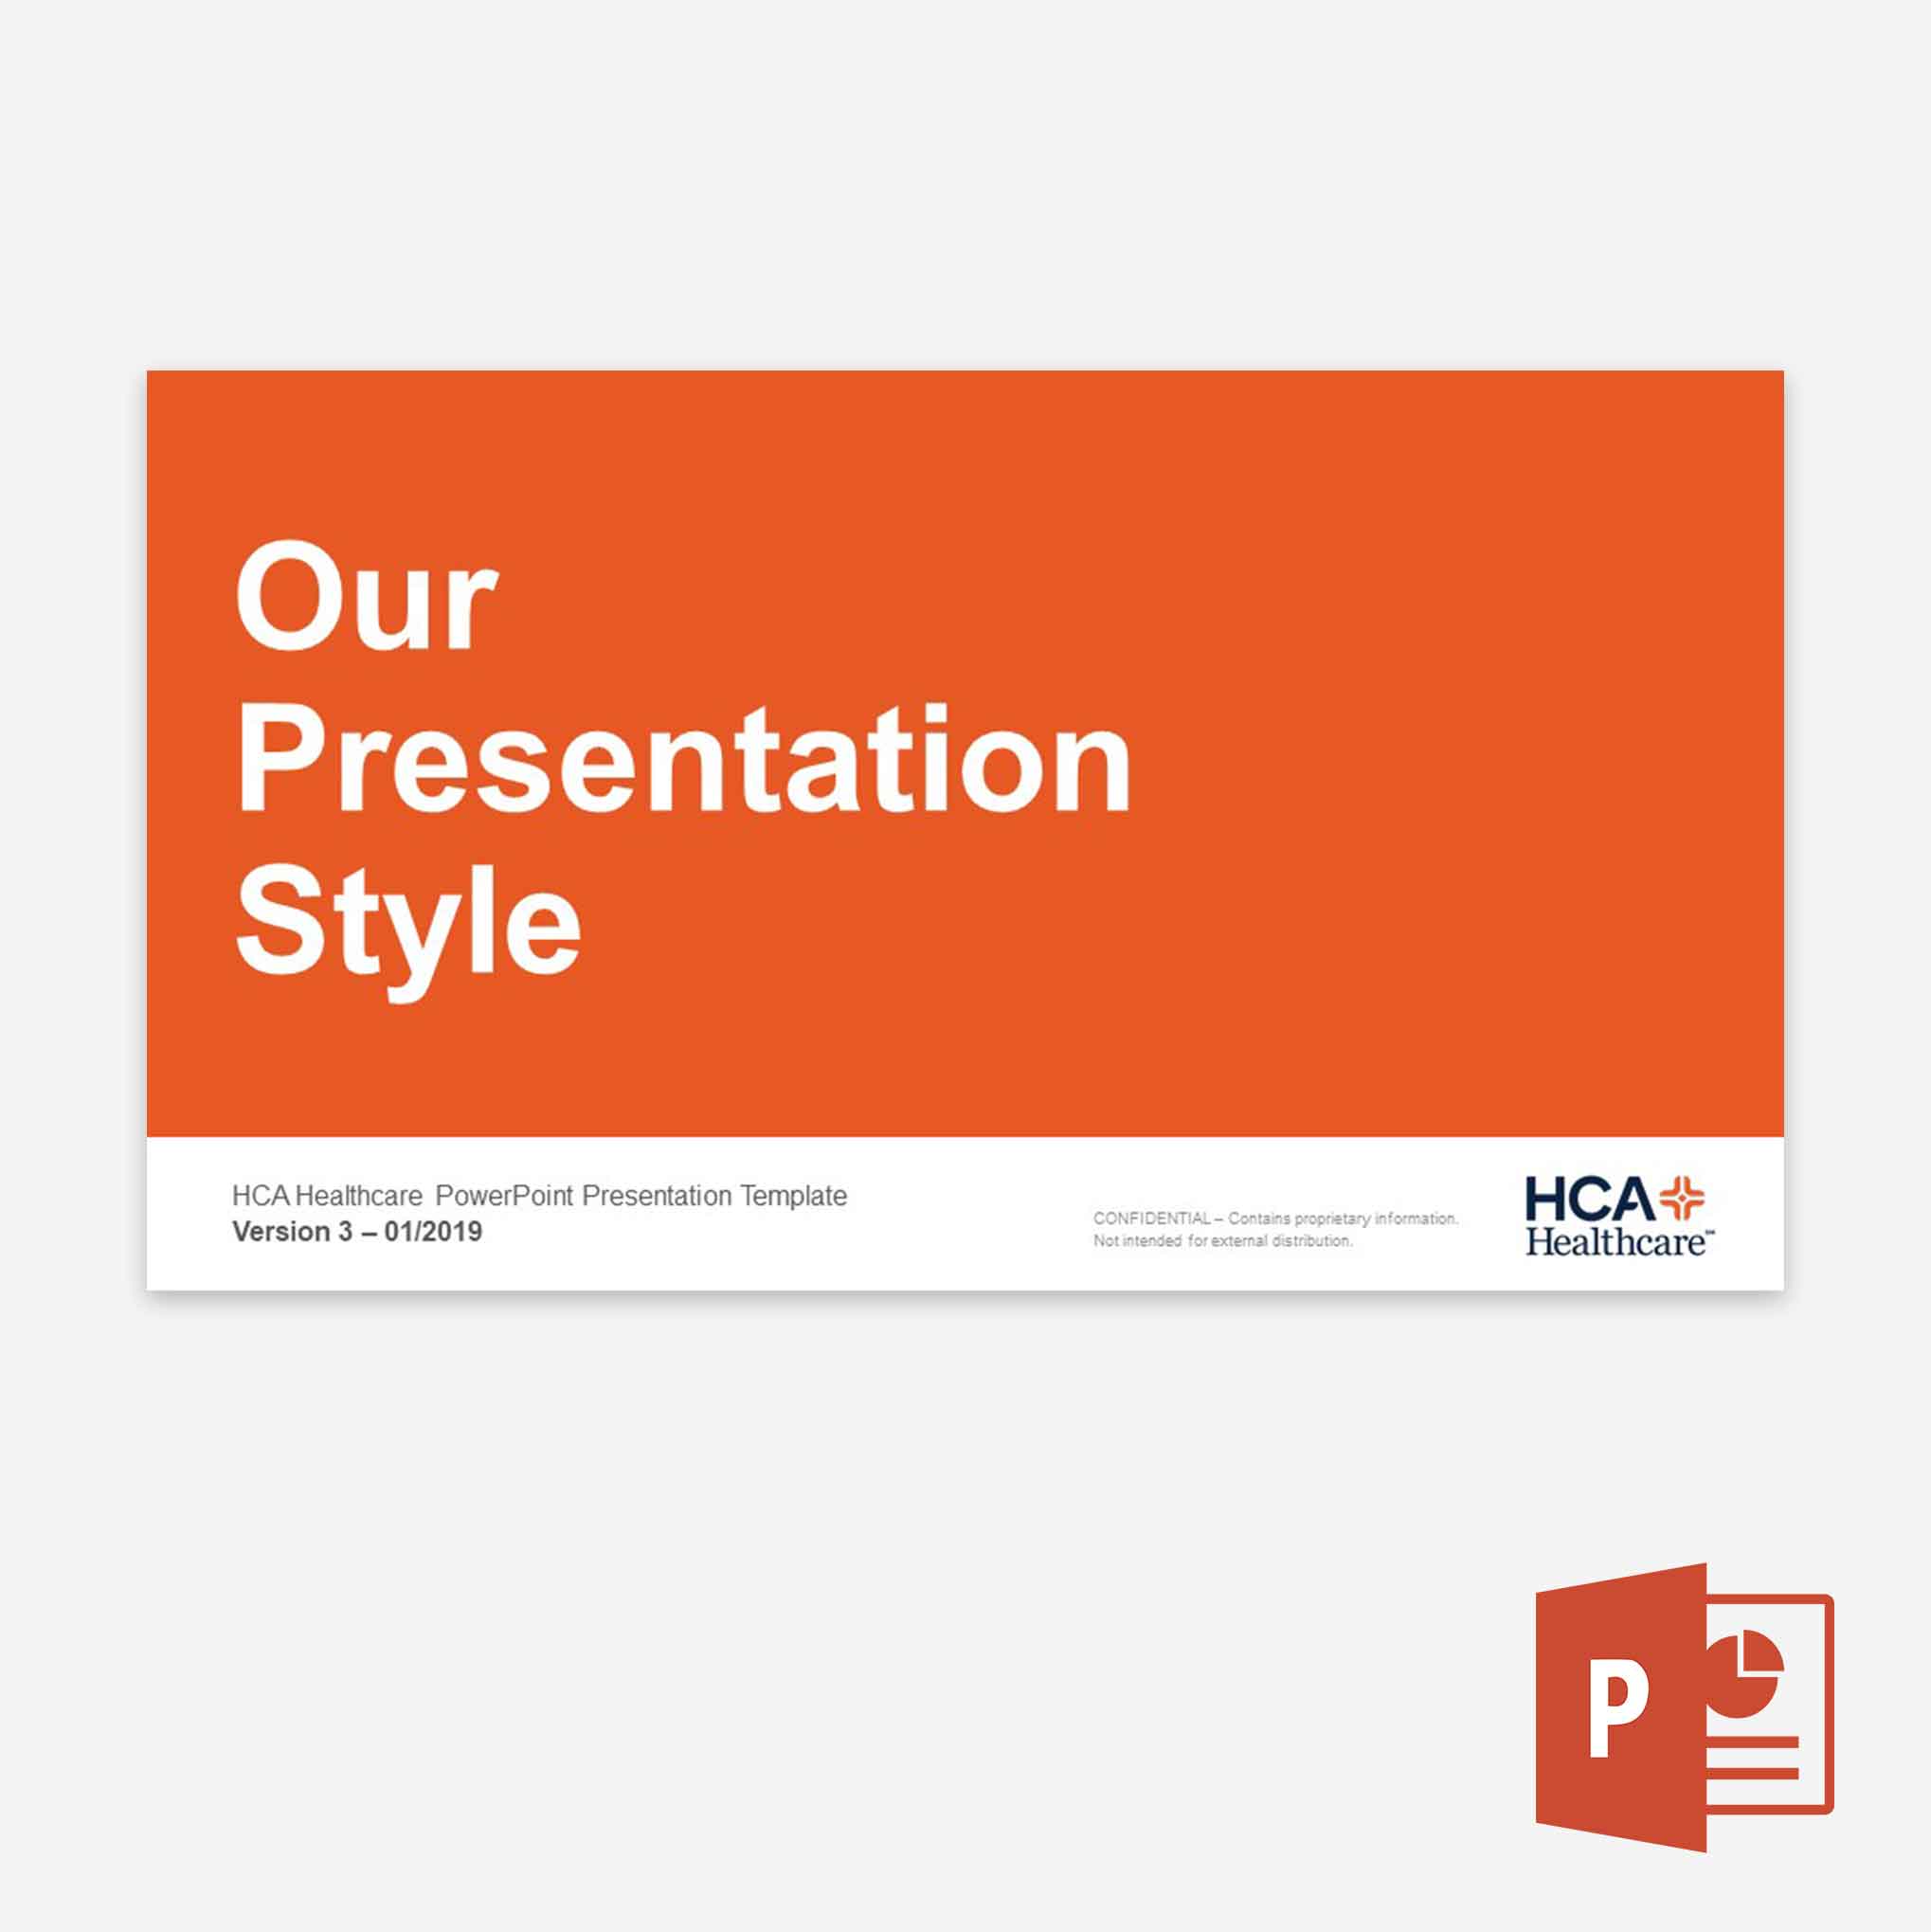 Our
Presentation
Style
HCA Healthcare PowerPoint Presentation Template
Version 3 – 01/2019
CONFIDENTIAL – Contains proprietary information.
Not intended for external distribution.
HCA
Healthcare℠
P